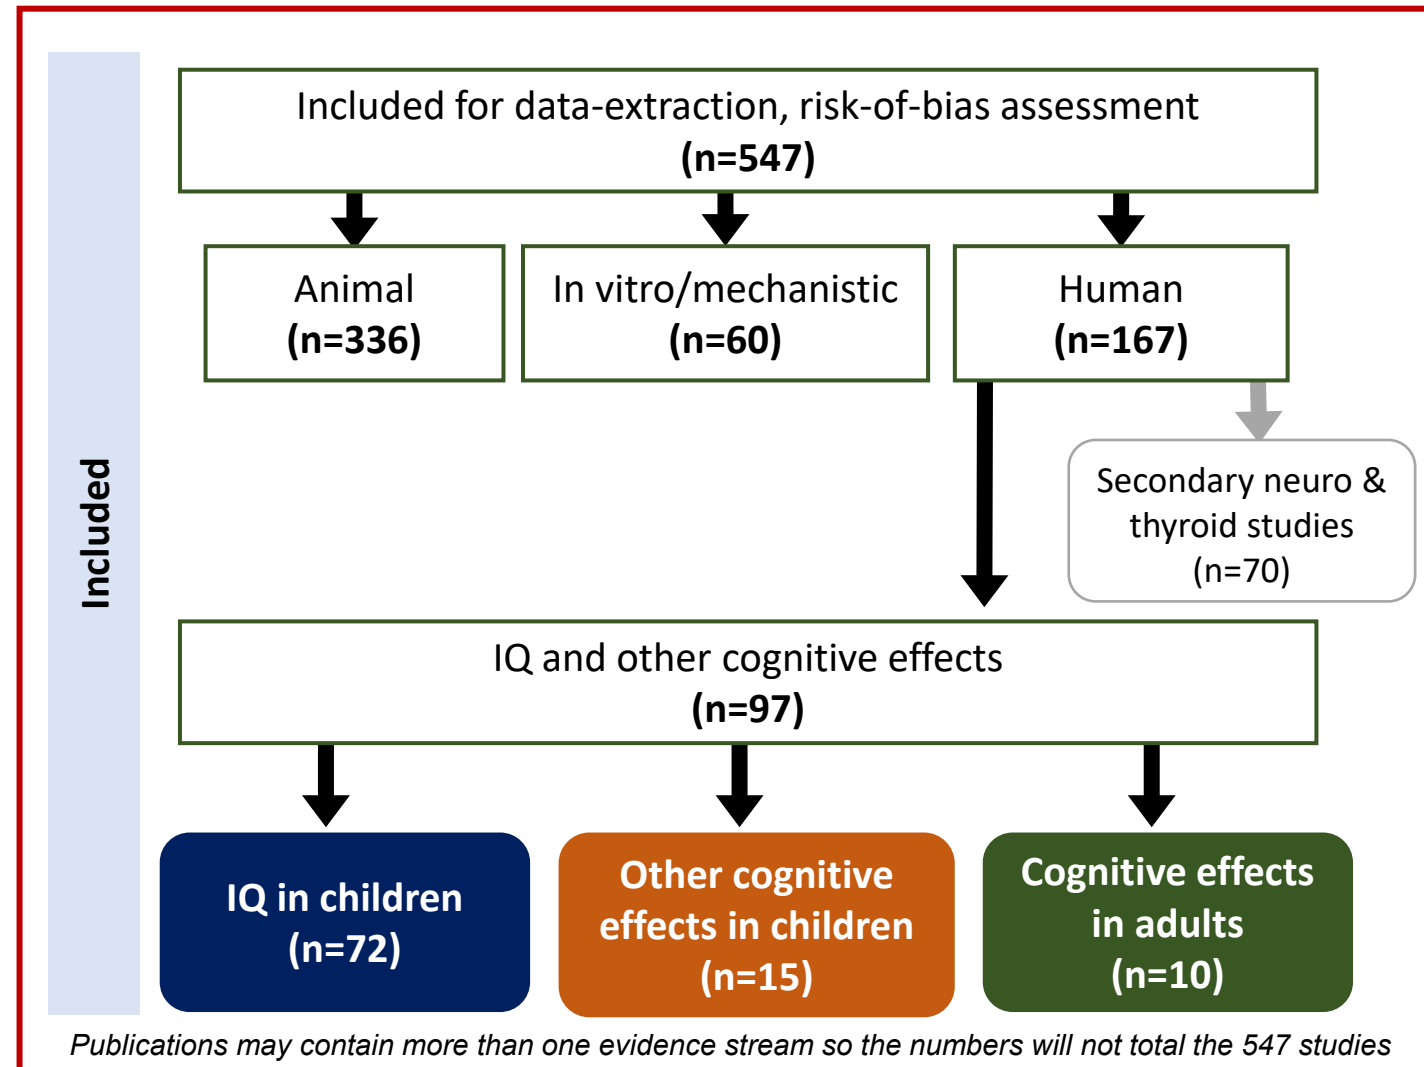 Included
Included for data-extraction, risk-of-bias assessment
(n=547)
Animal
(n=336)
In vitro/mechanistic
(n=60)
Human
(n=167)
Secondary neuro &
thyroid studies
(n=70)
IQ and other cognitive effects
(n=97)
IQ in children
(n=72)
Other cognitive
effects in children
(n=15)
Cognitive effects
in adults
(n=10)
Publications may contain more than one evidence stream so the numbers will not total the 547 studies